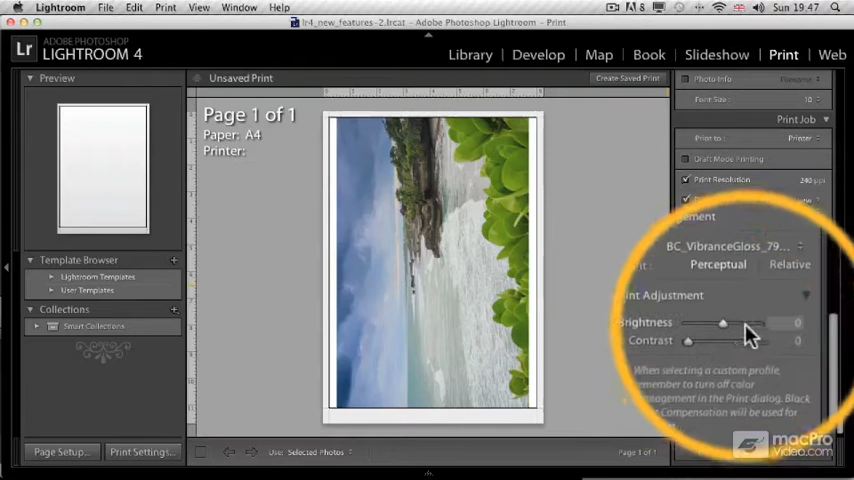 Lightroom File Edit Photo Print View Window Help Sun 19.47
lr4_new_features-2.lrcat - Adobe Photoshop Lightroom - Print
Lr ADOBE PHOTOSHOP
LIGHTROOM 4
Library Develop Map Book Slideshow Print Web
Preview
Unsaved Print
Create Saved Print
Page 1 of 1
Paper: A4
Printer:
Photo Info
Font Size: 10
Print Job
Print to: Printer
Draft Mode Printing
Print Resolution 240 ppi
BC_VibranceGloss_79...
Perceptual Relative
int Adjustment
Brightness 0
Contrast 0
When selecting a custom profile,
remember to turn off color
management in the Print dialog. Black
Compensation will be used for
Template Browser
Lightroom Templates
User Templates
Collections
Smart Collections
Page Setup... Print Settings...
Use: Selected Photos
Page 1 of 1
macPro
Video.com